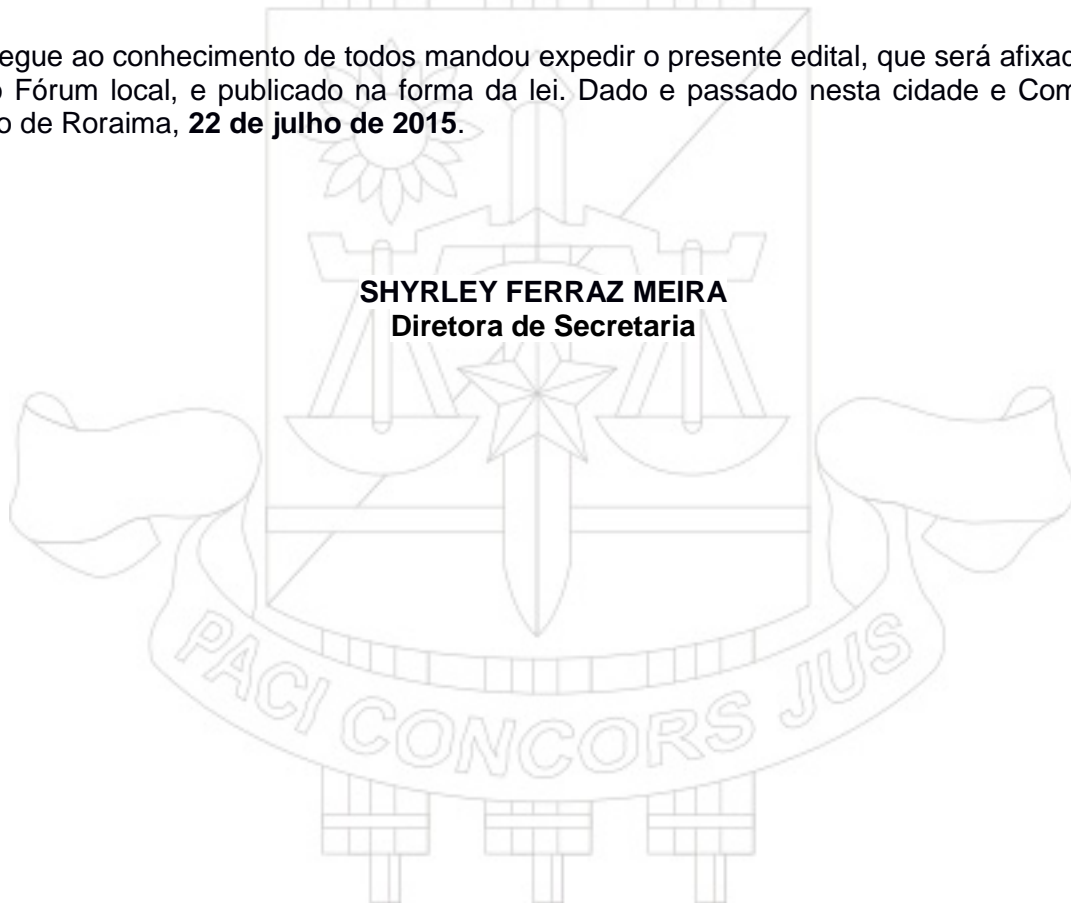 egue ao conhecimento de todos mandou expedir o presente edital, que será afixad
o Fórum local, e publicado na forma da lei. Dado e passado nesta cidade e Com
o de Roraima, 22 de julho de 2015.
SHYRLEY FERRAZ MEIRA
Diretora de Secretaria
PACI CONCORS JUS